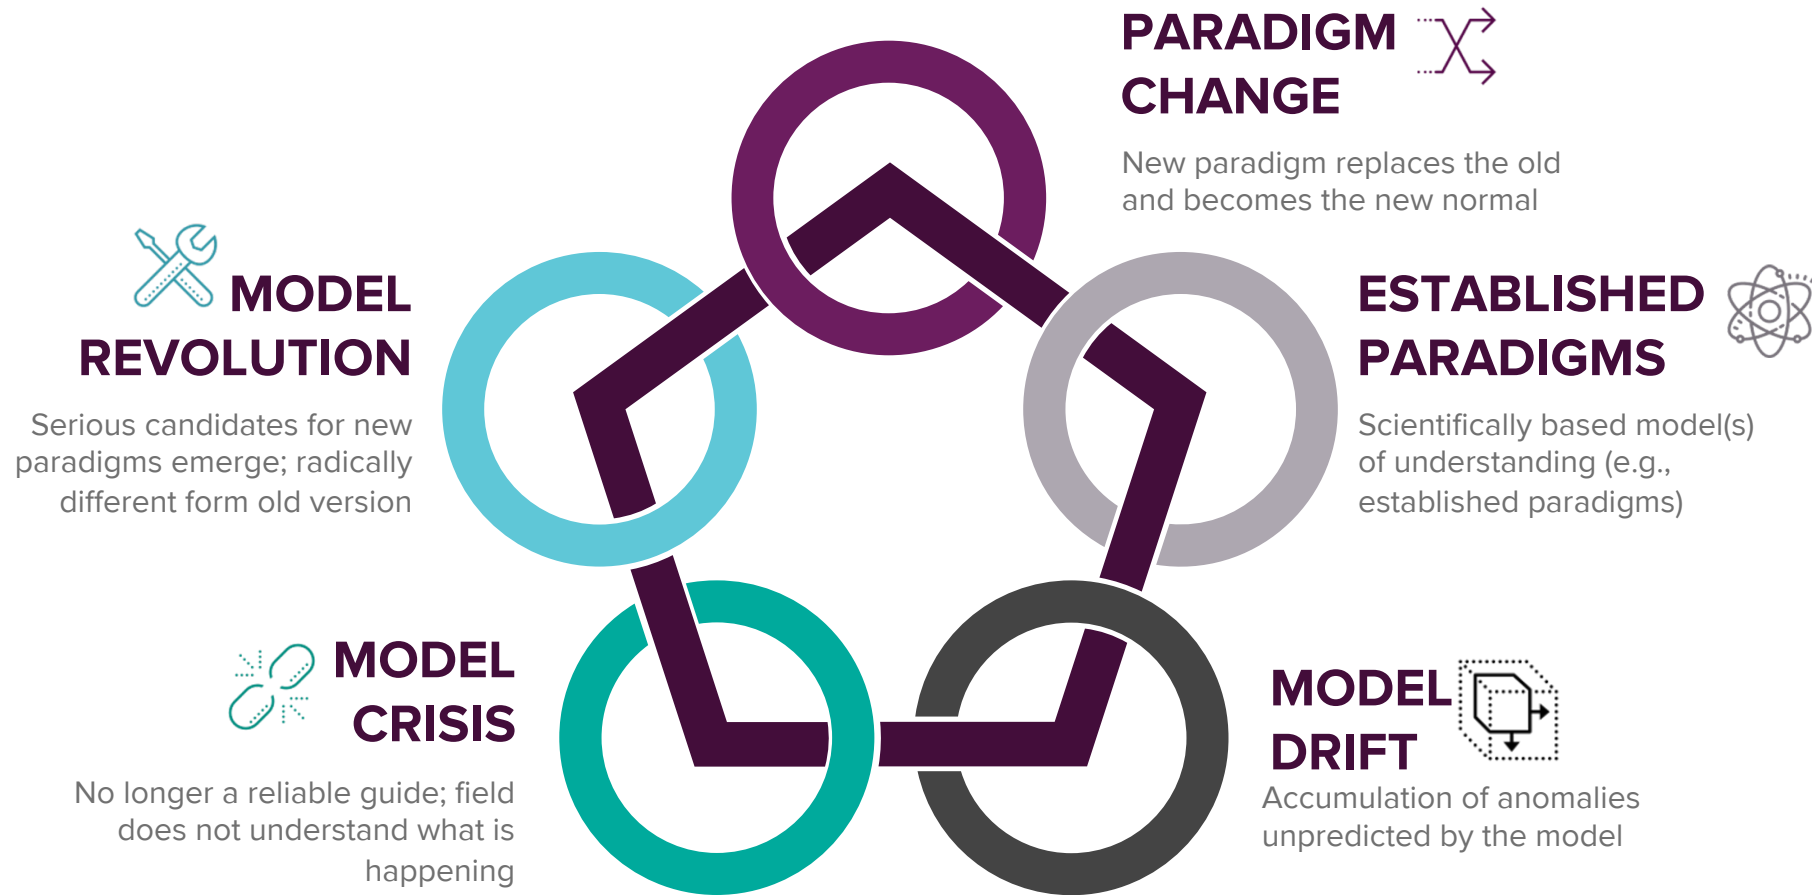 PARADIGM
CHANGE
New paradigm replaces the old
and becomes the new normal
ESTABLISHED
PARADIGMS
Scientifically based model(s)
of understanding (e.g.,
established paradigms)
MODEL
DRIFT
Accumulation of anomalies
unpredicted by the model
MODEL
CRISIS
No longer a reliable guide; field
does not understand what is
happening
MODEL
REVOLUTION
Serious candidates for new
paradigms emerge; radically
different form old version